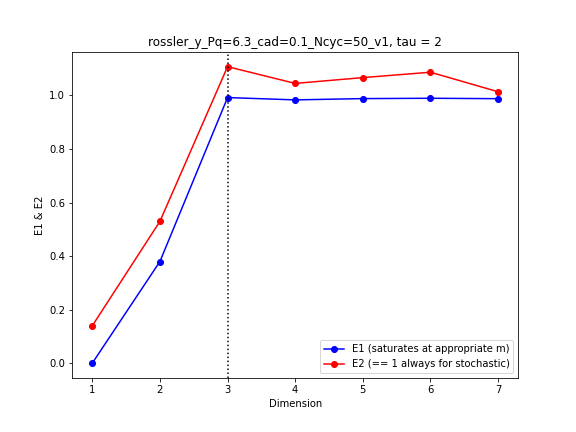 rossler_y_Pq=6.3_cad=0.1_Ncyc=50_v1, tau = 2
E1 & E2
1.0
0.8
0.6
0.4
0.2
0.0
E1 (saturates at appropriate m)
E2 (== 1 always for stochastic)
1 2 3 4 5 6 7
Dimension